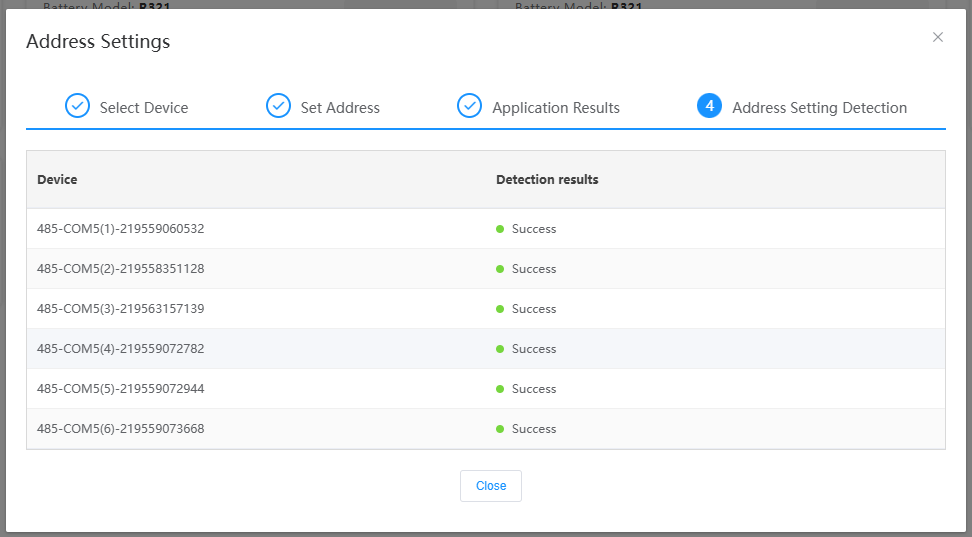 Battery Model: R321 Battery Model: R321
Address Settings
Select Device Set Address Application Results 4 Address Setting Detection
Device Detection results
485-COM5(1)-219559060532 Success
485-COM5(2)-219558351128 Success
485-COM5(3)-219563157139 Success
485-COM5(4)-219559072782 Success
485-COM5(5)-219559072944 Success
485-COM5(6)-219559073668 Success
Close